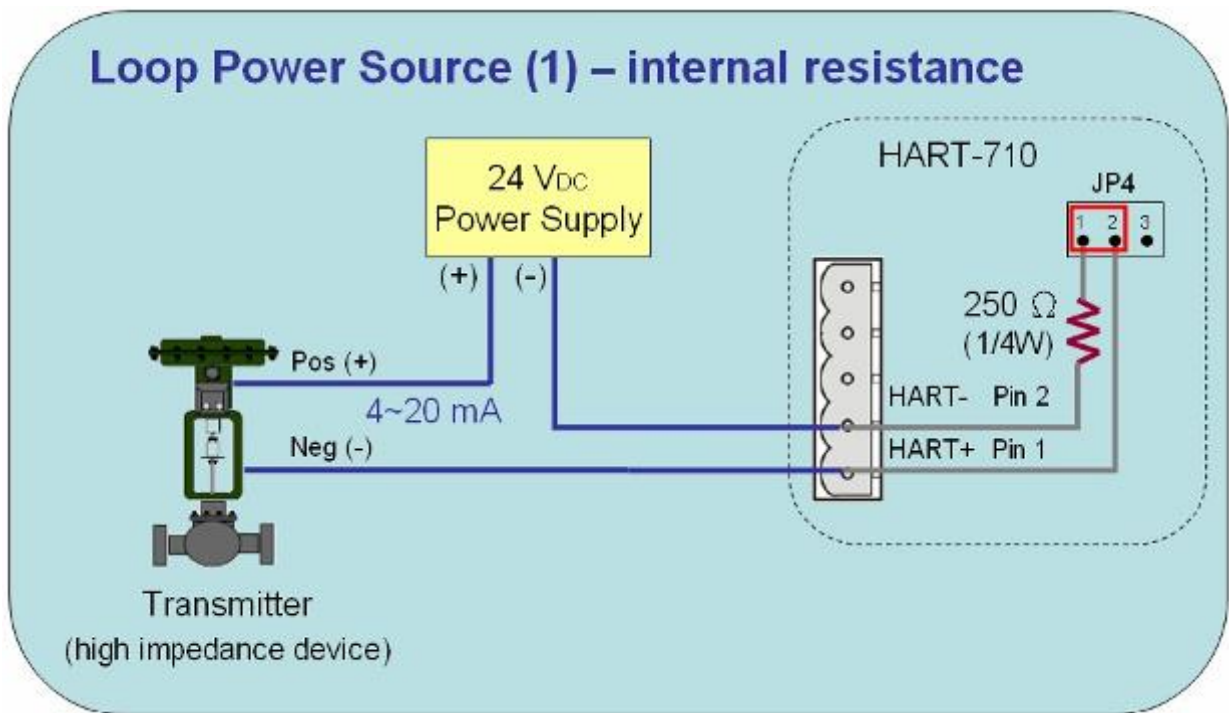 Loop Power Source (1) – internal resistance
24 VDC
Power Supply
(+) (-)
HART-710
JP4
1 2 3
250 Ω
(1/4W)
Pos (+)
4~20 mA
Neg (-)
HART- Pin 2
HART+ Pin 1
Transmitter
(high impedance device)